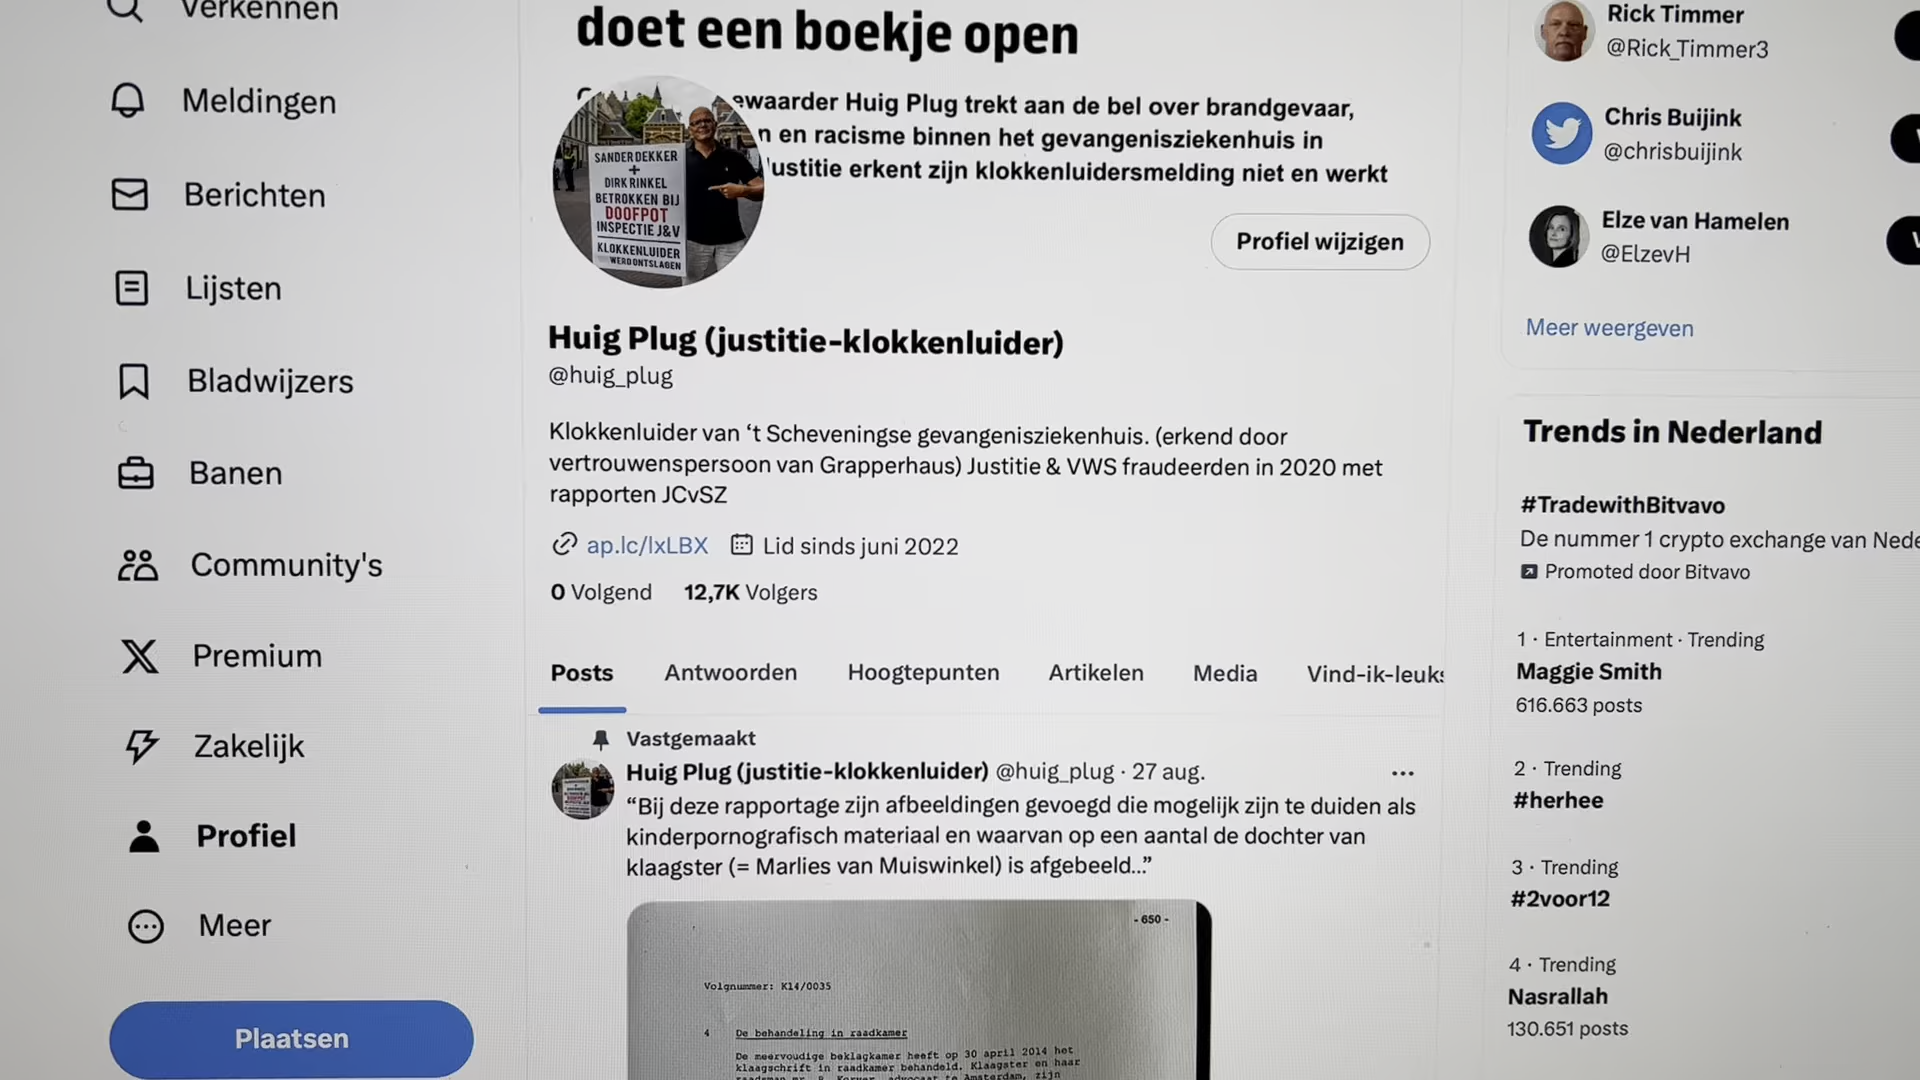 Verkennen
Meldingen
Berichten
Lijsten
Bladwijzers
Banen
Community's
Premium
Zakelijk
Profiel
Meer
Plaatsen
doet een boekje open
ewaarder Huig Plug trekt aan de bel over brandgevaar,
n en racisme binnen het gevangenisziekenhuis in
ustitie erkent zijn klokkenluidersmelding niet en werkt
SANDER DEKKER
+
DIRK RINKEL
BETROKKEN BIJ
DOOFPOT
INSPECTIE J&V
KLOKKENLUIDER
WERD ONTSLAGEN
Profiel wijzigen
Huig Plug (justitie-klokkenluider)
@huig_plug
Klokkenluider van ‘t Scheveningse gevangenisziekenhuis. (erkend door
vertrouwenspersoon van Grapperhaus) Justitie & VWS fraudeerden in 2020 met
rapporten JCvSZ
ap.lc/lxLBX Lid sinds juni 2022
0 Volgend 12,7K Volgers
Posts Antwoorden Hoogtepunten Artikelen Media Vind-ik-leuks
Vastgemaakt
Huig Plug (justitie-klokkenluider) @huig_plug · 27 aug.
“Bij deze rapportage zijn afbeeldingen gevoegd die mogelijk zijn te duiden als
kinderpornografisch materiaal en waarvan op een aantal de dochter van
klaagster (= Marlies van Muiswinkel) is afgebeeld...”
- 650 -
Volgnummer: K14/0035
4 De behandeling in raadkamer
De meervoudige beklagkamer heeft op 30 april 2014 het
klaagschrift in raadkamer behandeld. Klaagster en haar
raadsman mr. R. Korver, advocaat te Amsterdam, zijn
Rick Timmer
@Rick_Timmer3
Chris Buijink
@chrisbuijink
Elze van Hamelen
@ElzevH
Meer weergeven
Trends in Nederland
#TradewithBitvavo
De nummer 1 crypto exchange van Nede
Promoted door Bitvavo
1 · Entertainment · Trending
Maggie Smith
616.663 posts
2 · Trending
#herhee
3 · Trending
#2voor12
4 · Trending
Nasrallah
130.651 posts